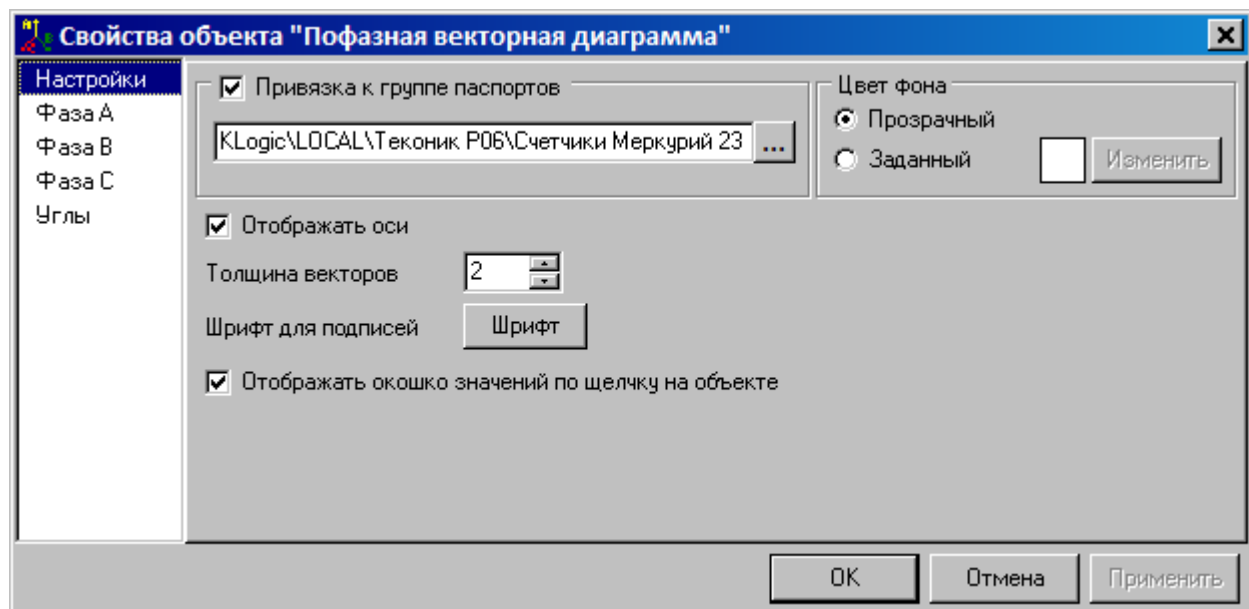 Свойства объекта "Пофазная векторная диаграмма"
Настройки
Фаза A
Фаза B
Фаза C
Углы
Привязка к группе паспортов
KLogic\LOCAL\Теконик P06\Счетчики Меркурий 23
...
Цвет фона
Прозрачный
Заданный
Изменить
Отображать оси
Толщина векторов
2
Шрифт для подписей
Шрифт
Отображать окошко значений по щелчку на объекте
OK
Отмена
Применить